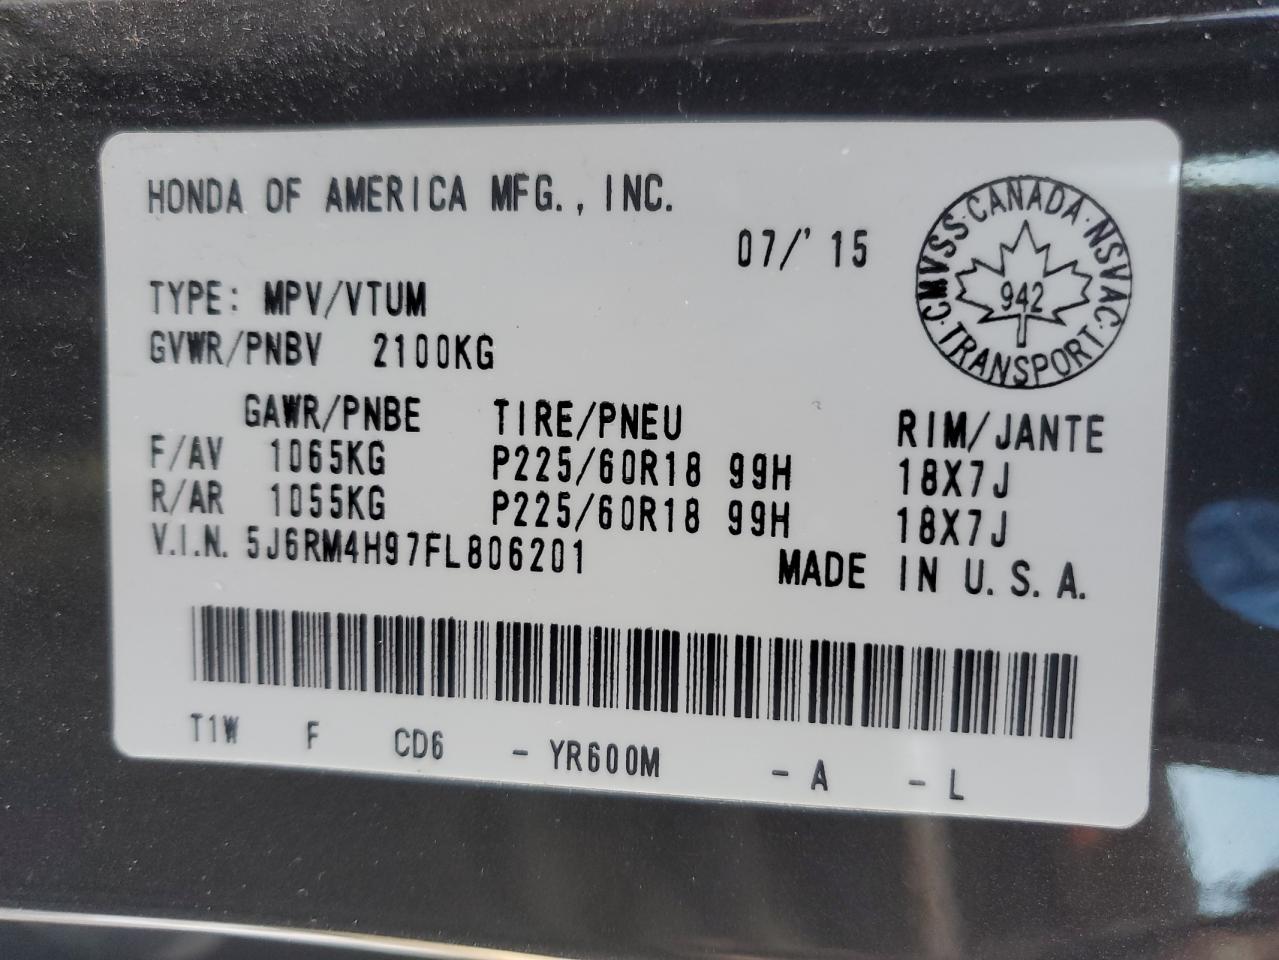 HONDA OF AMERICA MFG., INC.
07/'15
CMVSS·CANADA·NSVAC·TRANSPORT·
942
TYPE: MPV/VTUM
GVWR/PNBV 2100KG
GAWR/PNBE TIRE/PNEU RIM/JANTE
F/AV 1065KG P225/60R18 99H 18X7J
R/AR 1055KG P225/60R18 99H 18X7J
V.I.N. 5J6RM4H97FL806201 MADE IN U.S.A.
T1W F CD6 - YR600M - A - L